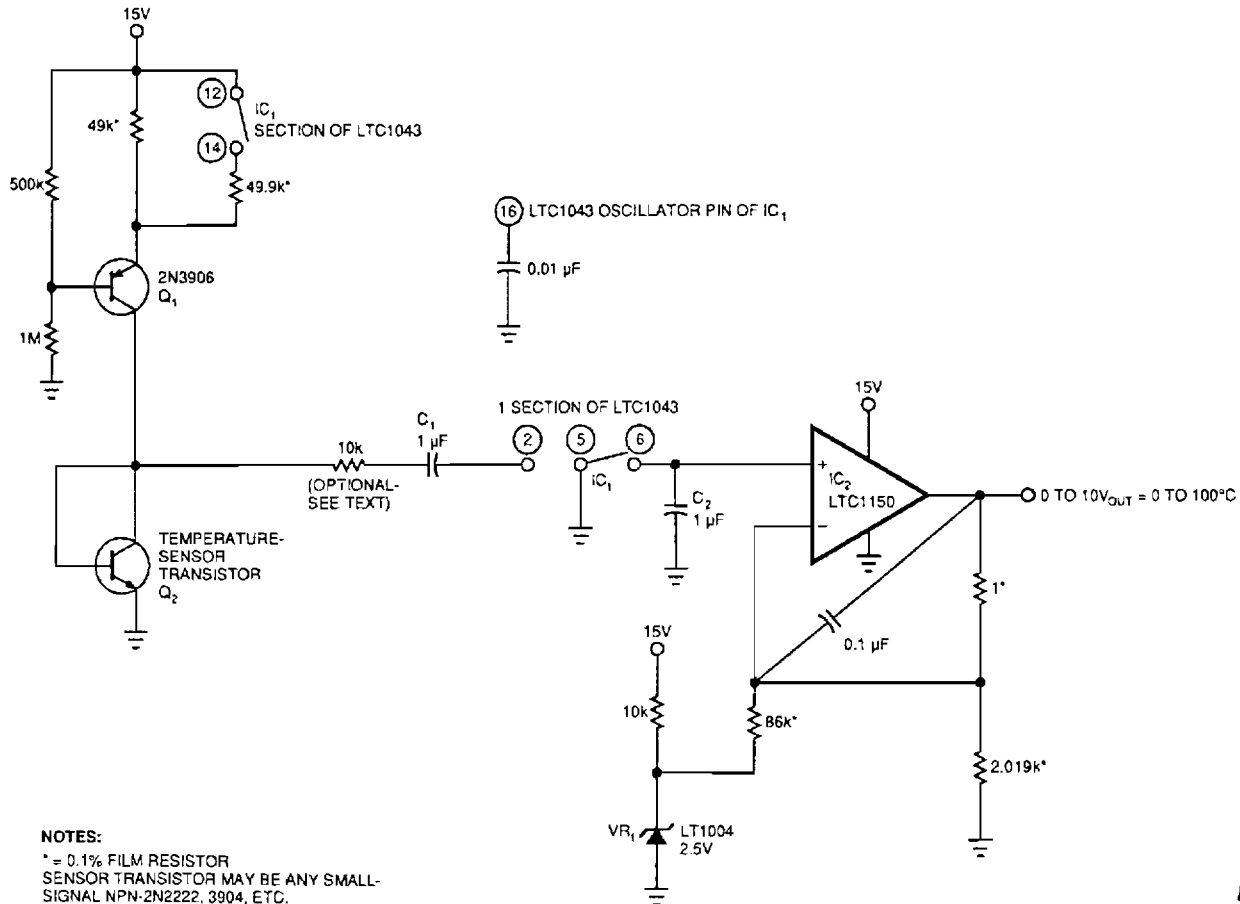 15V
12
IC1
SECTION OF LTC1043
49k*
14
500k
49.9k*
16 LTC1043 OSCILLATOR PIN OF IC1
0.01 µF
2N3906
Q1
1M
15V
1 SECTION OF LTC1043
C1
1 µF
2
5
6
10k
(OPTIONAL-
SEE TEXT)
IC1
+
IC2
LTC1150
–
0 TO 10VOUT = 0 TO 100°C
C2
1 µF
TEMPERATURE-
SENSOR
TRANSISTOR
Q2
1*
0.1 µF
15V
10k
86k*
2.019k*
VR1
LT1004
2.5V
NOTES:
* = 0.1% FILM RESISTOR
SENSOR TRANSISTOR MAY BE ANY SMALL-
SIGNAL NPN-2N2222, 3904, ETC.